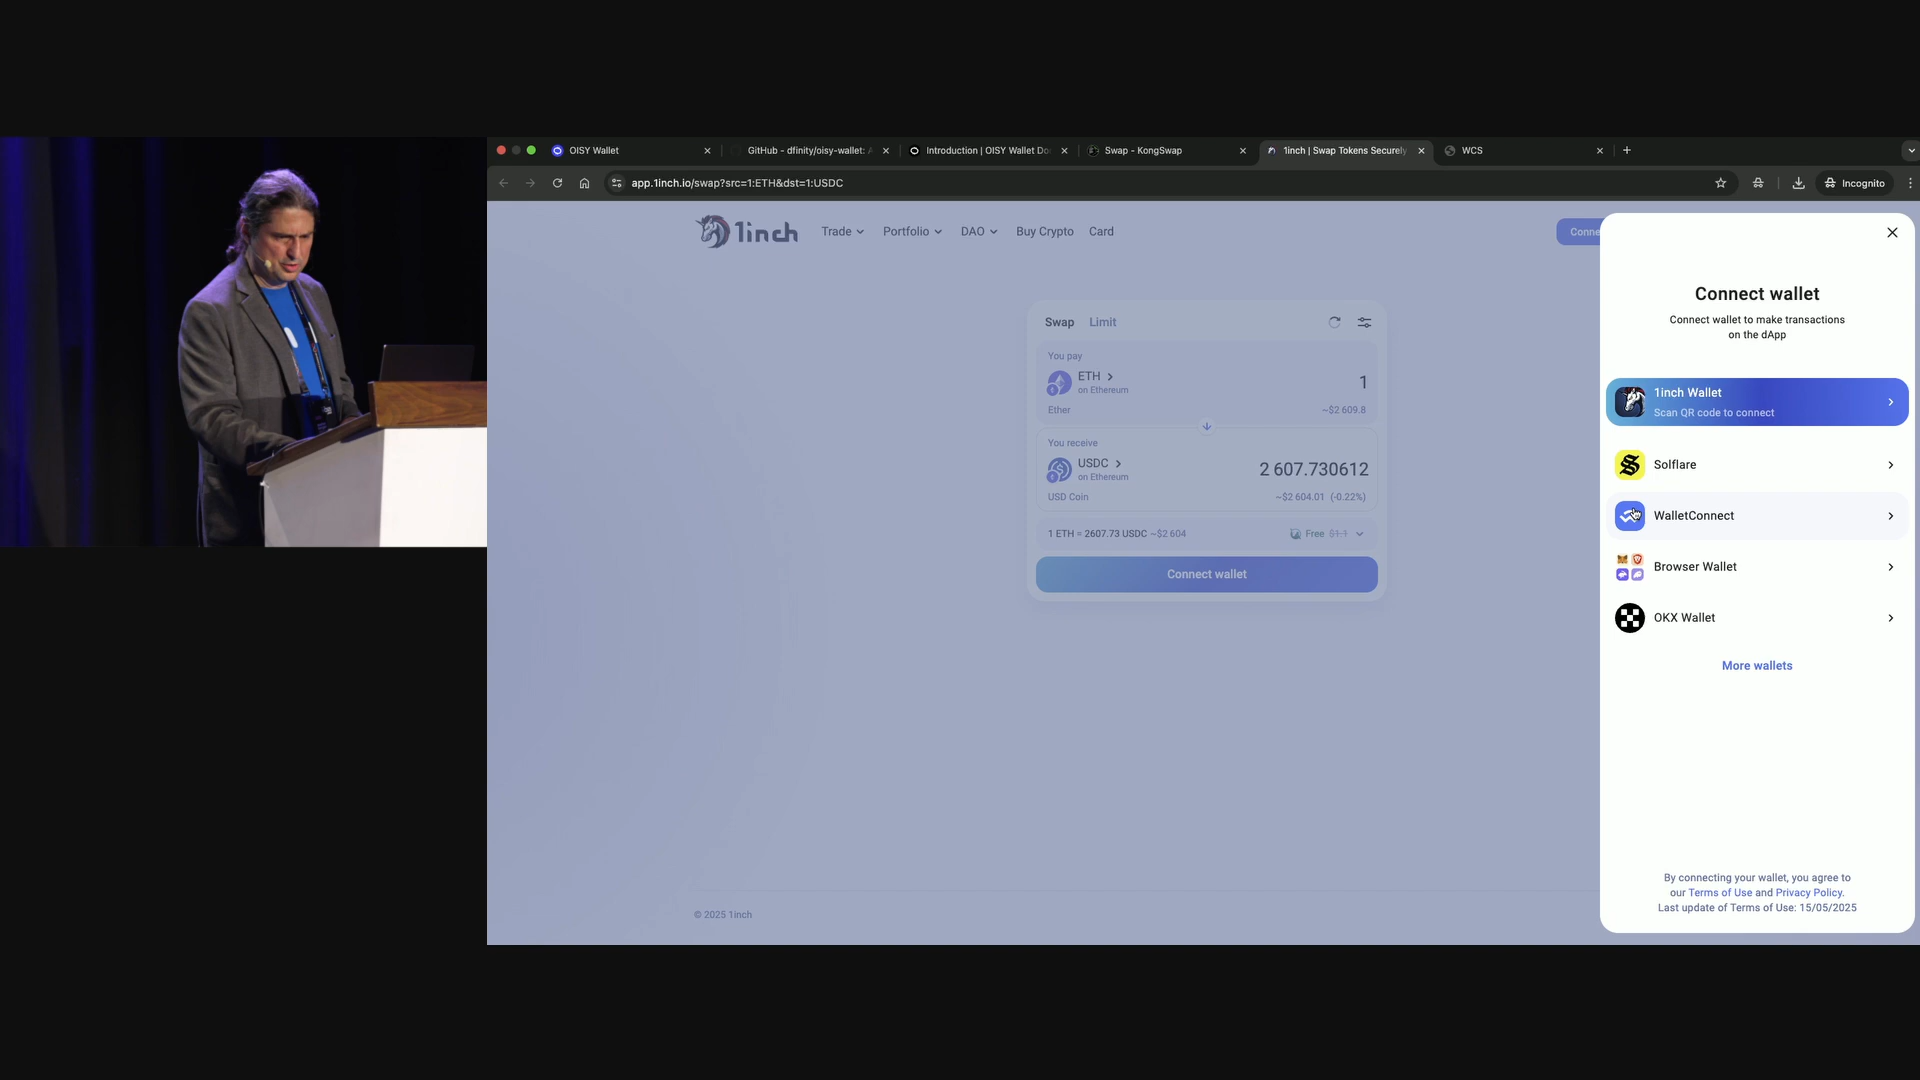 OISY Wallet
GitHub - dfinity/oisy-wallet:
Introduction | OISY Wallet Do
Swap - KongSwap
1inch | Swap Tokens Securely
WCS
app.1inch.io/swap?src=1:ETH&dst=1:USDC
Incognito
1inch
Trade
Portfolio
DAO
Buy Crypto
Card
Conne
Swap
Limit
You pay
ETH
on Ethereum
1
Ether
~$2 609.8
You receive
USDC
on Ethereum
2 607.730612
USD Coin
~$2 604.01 (-0.22%)
1 ETH = 2607.73 USDC ~$2 604
Free $1.1
Connect wallet
© 2025 1inch
Connect wallet
Connect wallet to make transactions
on the dApp
1inch Wallet
Scan QR code to connect
Solflare
WalletConnect
Browser Wallet
OKX Wallet
More wallets
By connecting your wallet, you agree to
our Terms of Use and Privacy Policy.
Last update of Terms of Use: 15/05/2025